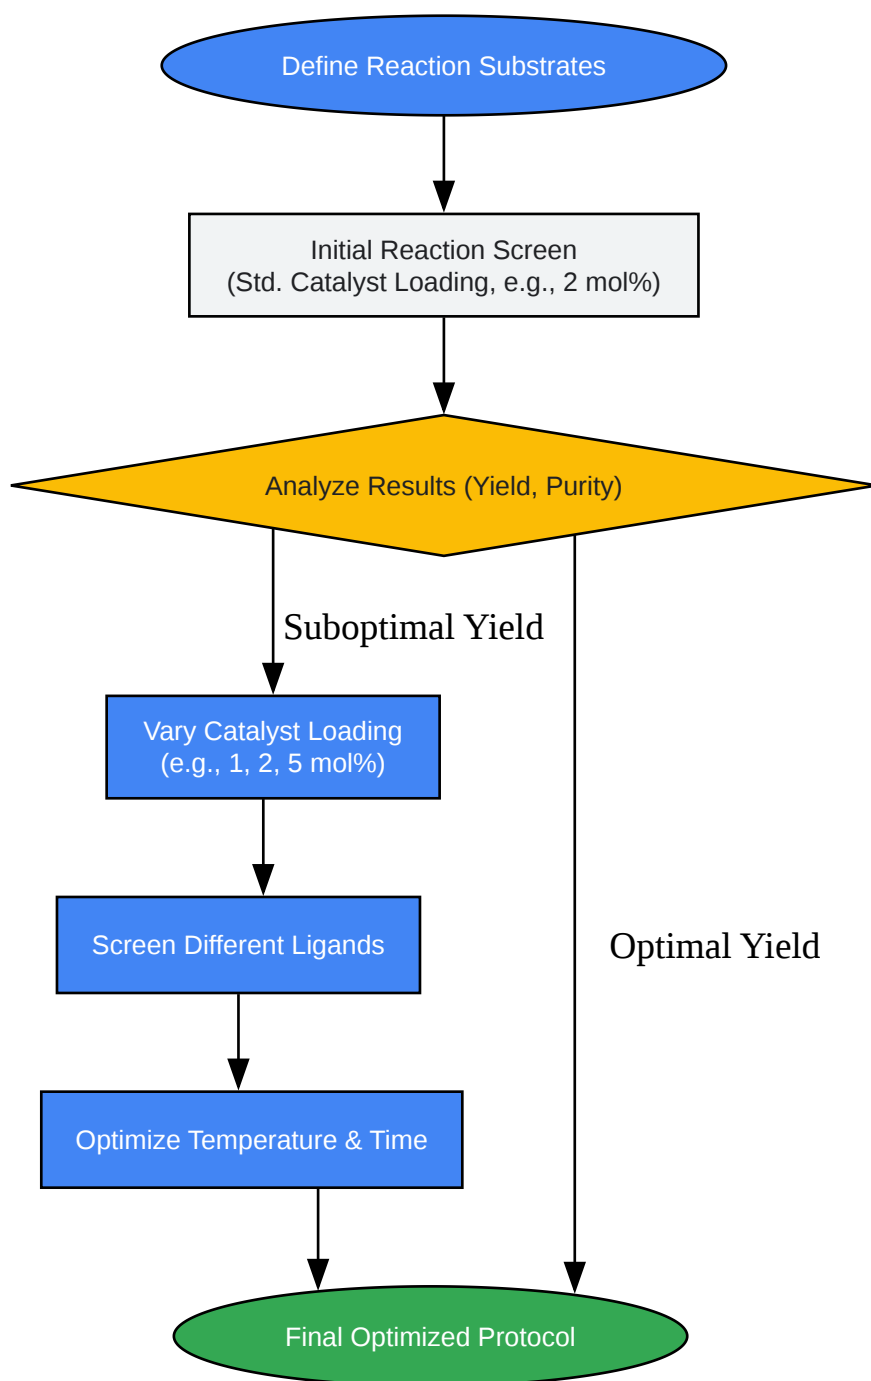 Define Reaction Substrates
Initial Reaction Screen
(Std. Catalyst Loading, e.g., 2 mol%)
Analyze Results (Yield, Purity)
Suboptimal Yield
Vary Catalyst Loading
(e.g., 1, 2, 5 mol%)
Screen Different Ligands
Optimal Yield
Optimize Temperature & Time
Final Optimized Protocol